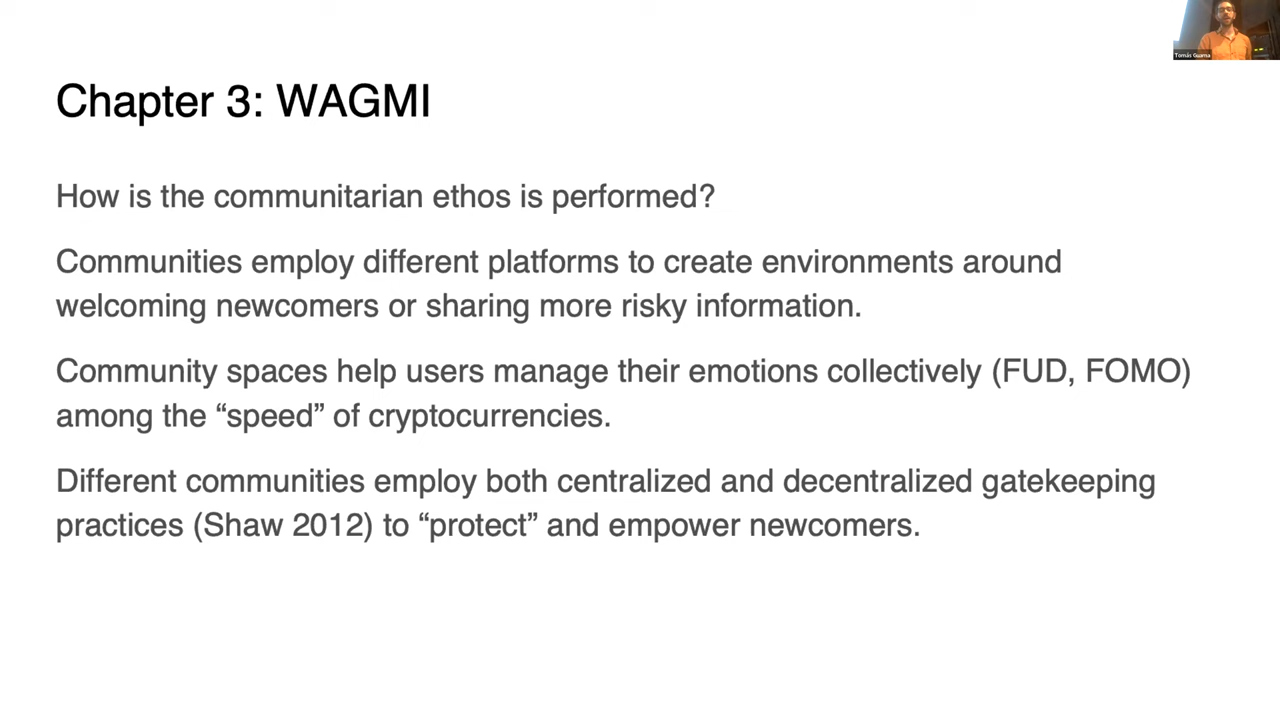 Tomás Guarna
Chapter 3: WAGMI
How is the communitarian ethos is performed?
Communities employ different platforms to create environments around
welcoming newcomers or sharing more risky information.
Community spaces help users manage their emotions collectively (FUD, FOMO)
among the “speed” of cryptocurrencies.
Different communities employ both centralized and decentralized gatekeeping
practices (Shaw 2012) to “protect” and empower newcomers.